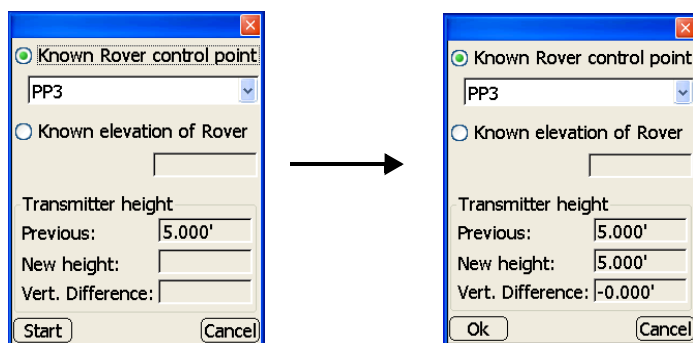 Known Rover control point
PP3
Known elevation of Rover
Transmitter height
Previous: 5.000'
New height:
Vert. Difference:
Start Cancel
Known Rover control point
PP3
Known elevation of Rover
Transmitter height
Previous: 5.000'
New height: 5.000'
Vert. Difference: -0.000'
Ok Cancel